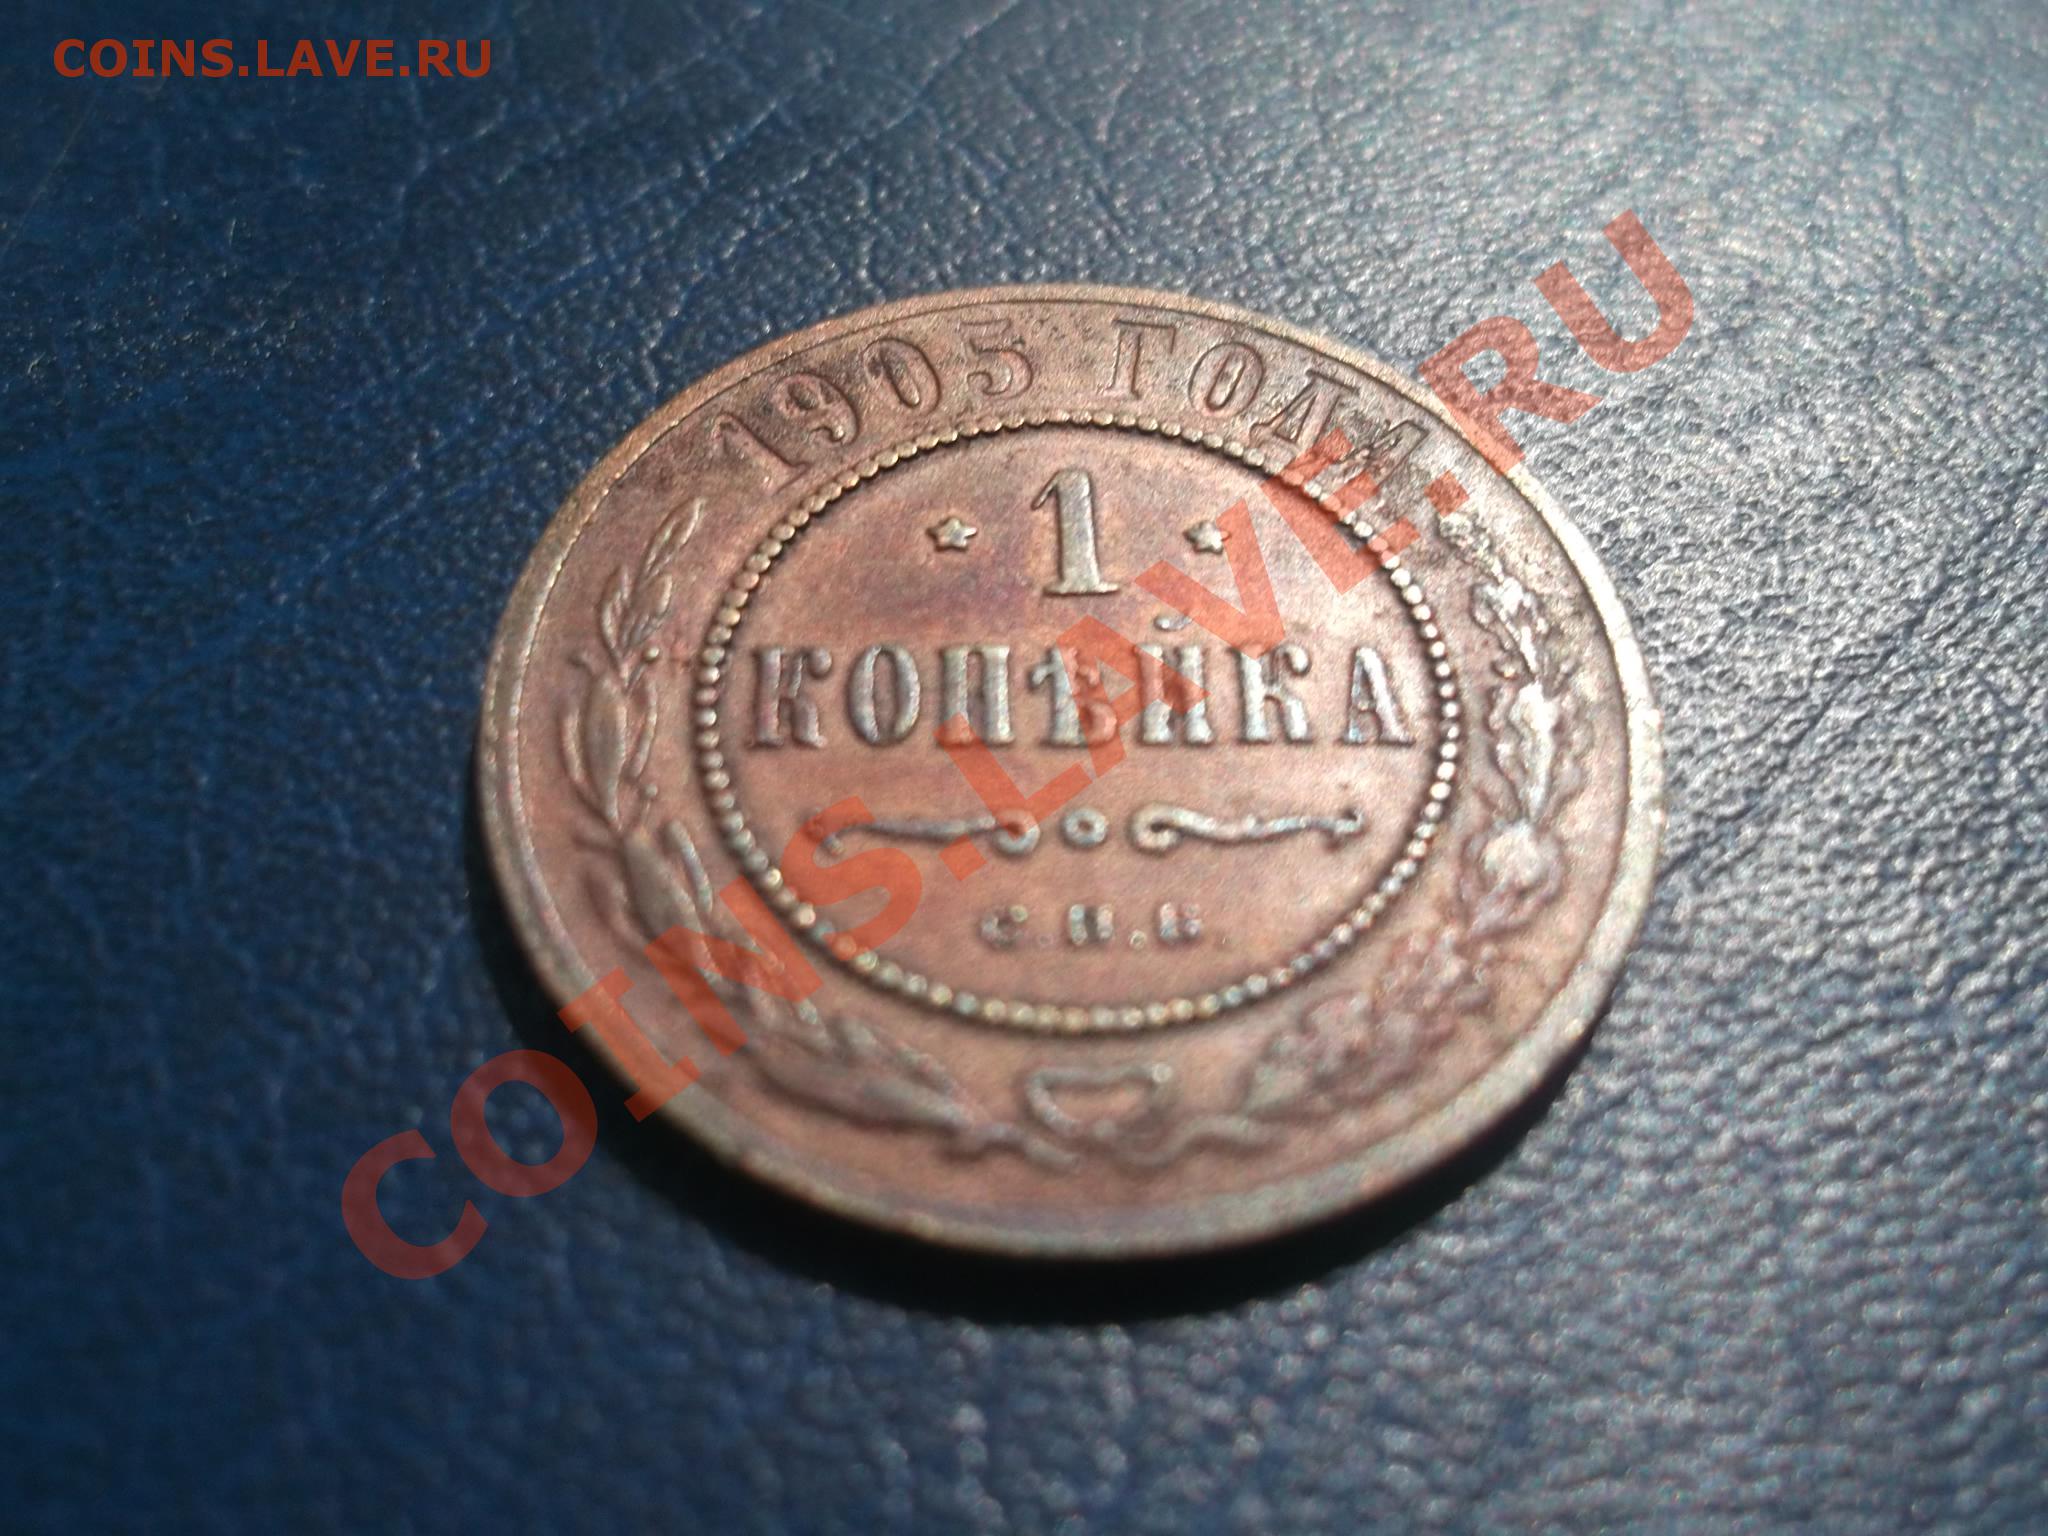 COINS.LAVE.RU
1905 ГОДА.
1
КОПѢЙКА
С.П.Б
COINS.LAVE.RU